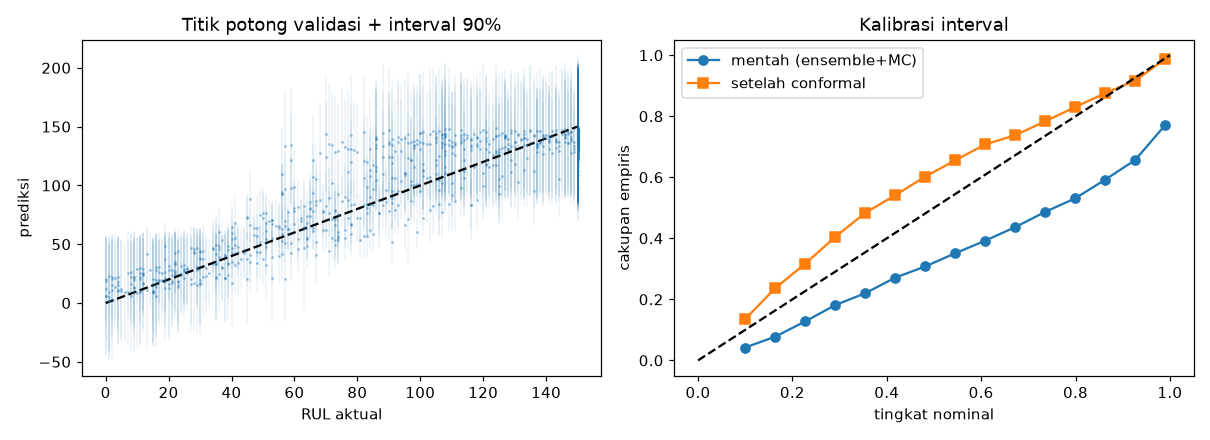 Titik potong validasi + interval 90%
prediksi
200
150
100
50
0
−50
0 20 40 60 80 100 120 140
RUL aktual
Kalibrasi interval
mentah (ensemble+MC)
setelah conformal
cakupan empiris
1.0
0.8
0.6
0.4
0.2
0.0
0.0 0.2 0.4 0.6 0.8 1.0
tingkat nominal